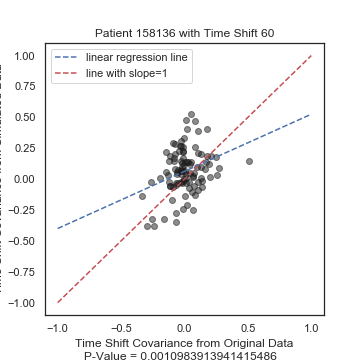 Patient 158136 with Time Shift 60
linear regression line
line with slope=1
1.00
0.75
0.50
0.25
0.00
−0.25
−0.50
−0.75
−1.00
−1.0
−0.5
0.0
0.5
1.0
Time Shift Covariance from Original Data
P-Value = 0.0010983913941415486